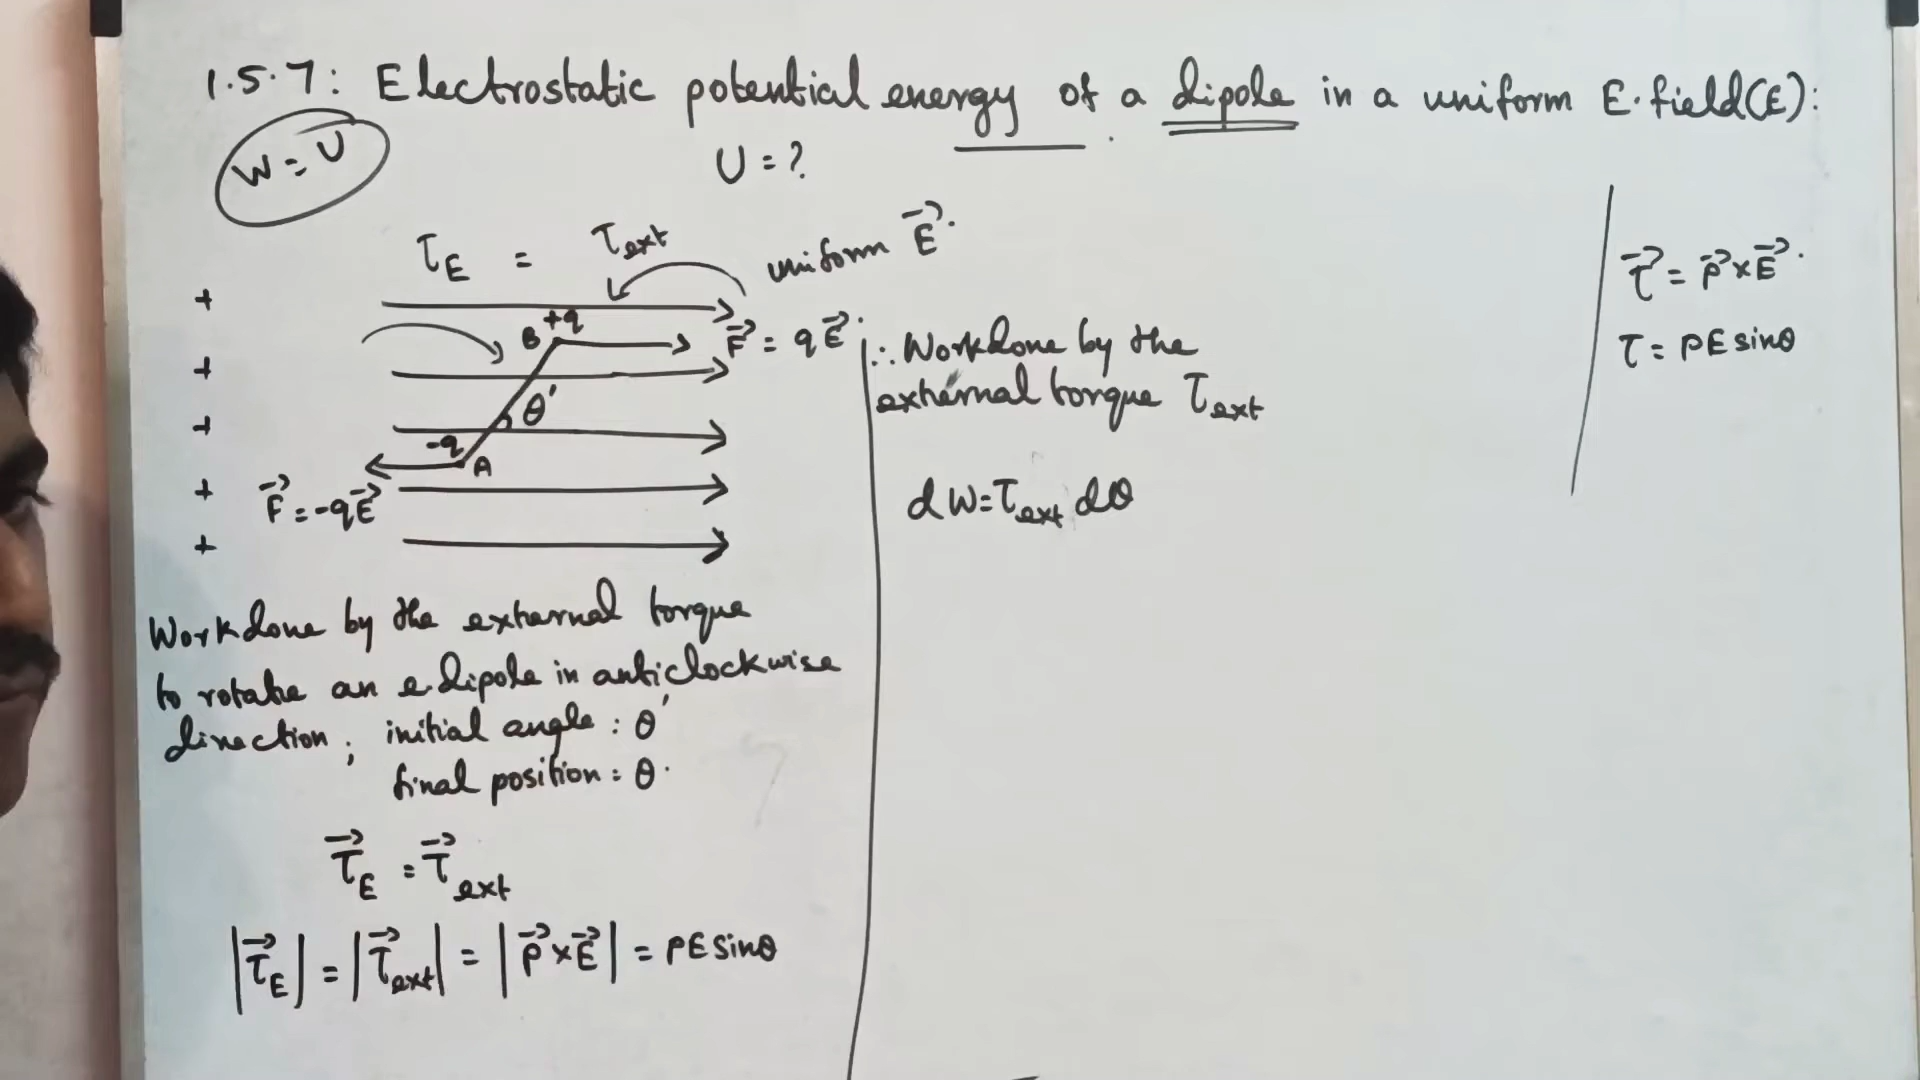 1.5.7: Electrostatic potential energy of a dipole in a uniform E.field(E):
W=U
U=?
τE = τext
uniform E⃗.
+
+
+
+
+
B +q
F⃗ = qE⃗.
θ'
-q
A
F⃗=-qE⃗
Workdone by the external torque
to rotate an e.dipole in anticlockwise
direction; initial angle: θ'
final position: θ.
τ⃗E = τ⃗ext
|τ⃗E| = |τ⃗ext| = |p⃗×E⃗| = PE sinθ
∴ Workdone by the
external torque τext
dW=τext dθ
τ⃗ = p⃗×E⃗.
τ = PE sinθ